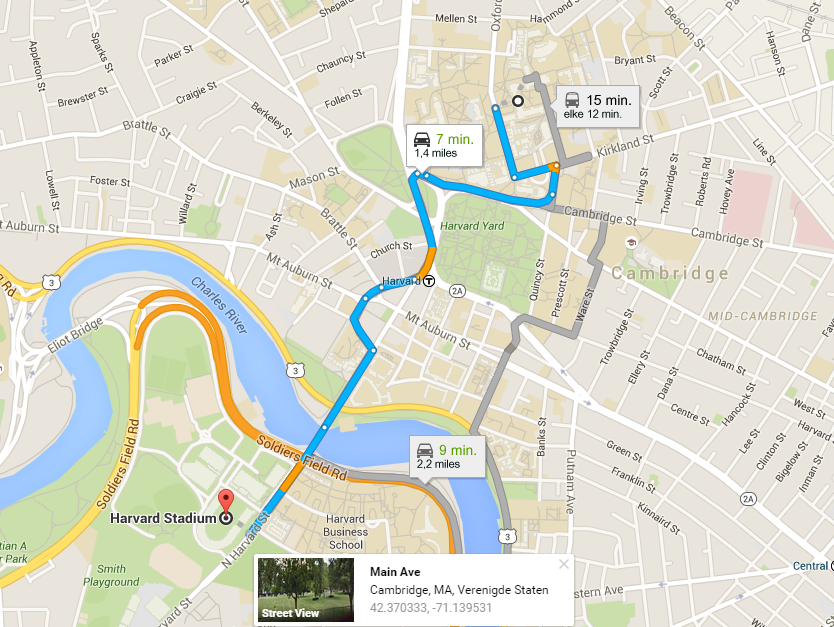 Mellen St
Oxford
Hammond St
Beacon St
Dane St
Appleton St
Sparks St
Parker St
Chauncy St
Bryant St
Hanson St
Shepard St
Scott St
Brewster St
Craigie St
Follen St
15 min.
elke 12 min.
Berkeley St
Brattle St
7 min.
1,4 miles
Kirkland St
Line St
Mason St
Foster St
Lowell St
Willard St
Irving St
Trowbridge St
Roberts Rd
Hovey Ave
Ash St
Brattle St
Cambridge St
t Auburn St
Harvard Yard
Cambridge St
Church St
Mt Auburn St
Harvard
T
Quincy St
Prescott St
Cambridge
3
Charles River
2A
Ware St
Eliot Bridge
Mt Auburn St
MID-CAMBRIDGE
Trowbridge St
3
Ellery St
Chatham St
Dana St
Hancock St
West St
Centre St
Harvard
Soldiers Field Rd
Banks St
Lee St
Clinton St
Bigelow St
Inman St
Soldiers Field Rd
9 min.
2,2 miles
Green St
Putnam Ave
Franklin St
2A
Harvard Stadium
Kinnaird St
Harvard
Business
School
N Harvard St
3
Smith
Playground
Central
Western Ave
Main Ave
Cambridge, MA, Verenigde Staten
42.370333, -71.139531
Street View